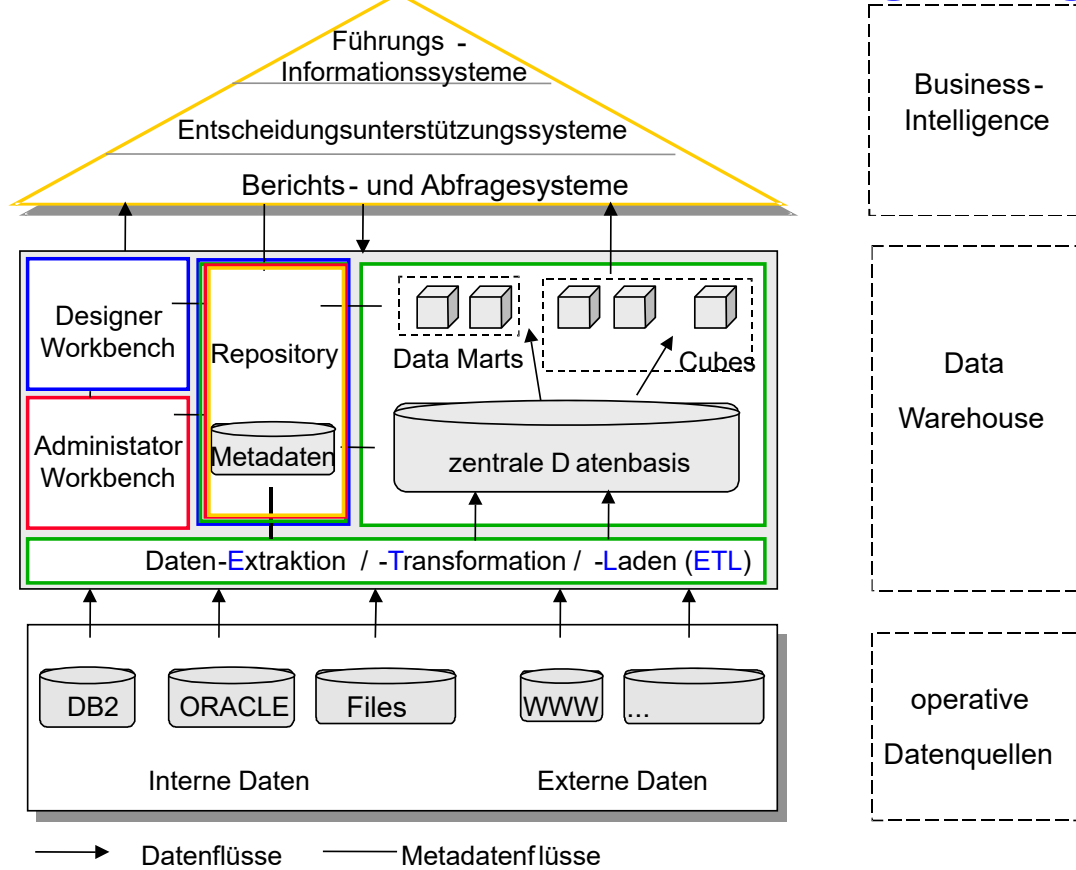 Führungs -
Informationssysteme
Entscheidungsunterstützungssysteme
Berichts- und Abfragesysteme
Business-
Intelligence
Designer
Workbench
Repository
Data Marts
Cubes
Administator
Workbench
Metadaten
zentrale D atenbasis
Data
Warehouse
Daten-Extraktion / -Transformation / -Laden (ETL)
DB2
ORACLE
Files
WWW
...
Interne Daten
Externe Daten
operative
Datenquellen
Datenflüsse
Metadatenflüsse